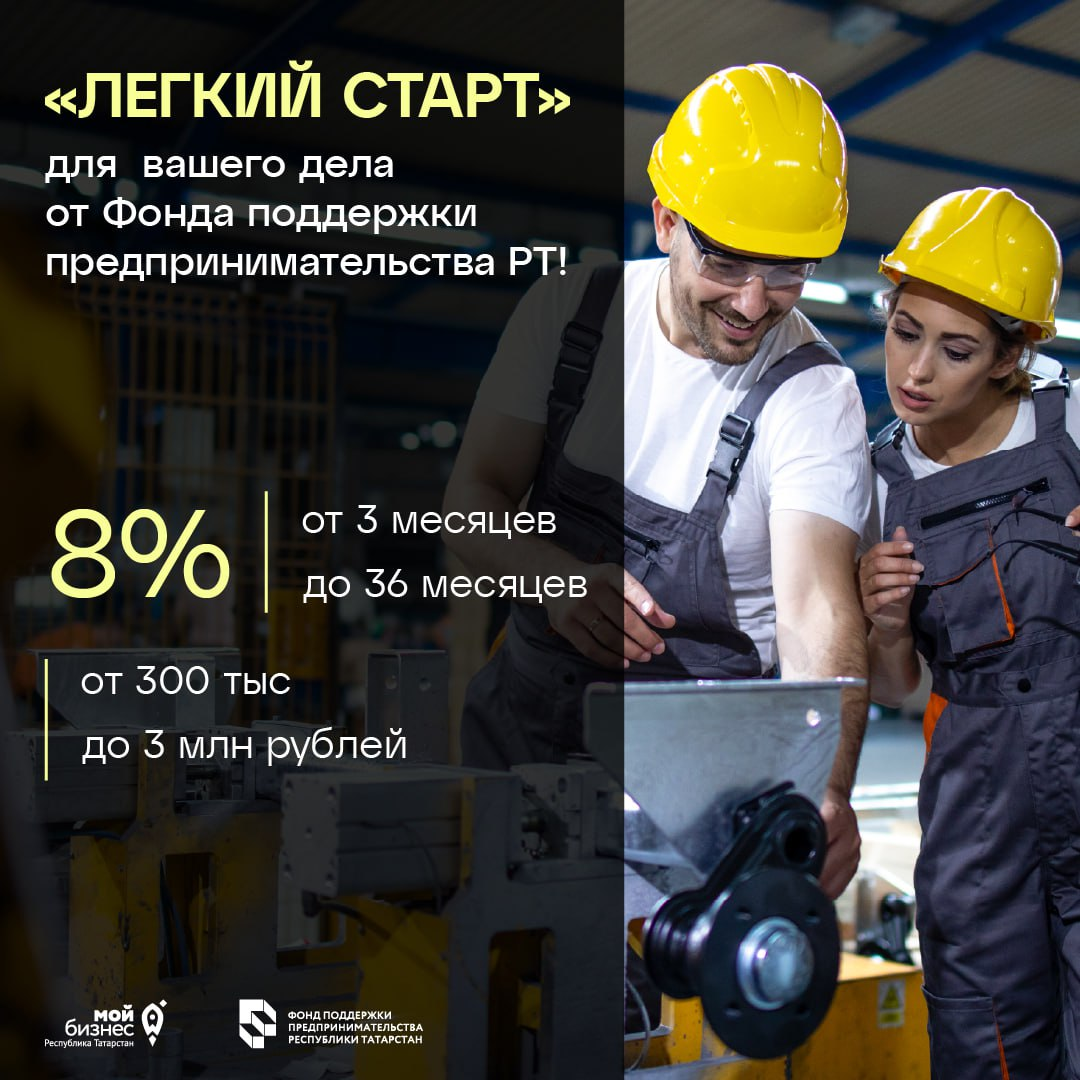 «ЛЕГКИЙ СТАРТ»
для вашего дела
от Фонда поддержки
предпринимательства РТ!
8%
от 3 месяцев
до 36 месяцев
от 300 тыс
до 3 млн рублей
мой
бизнес
Республика Татарстан
ФОНД ПОДДЕРЖКИ
ПРЕДПРИНИМАТЕЛЬСТВА
РЕСПУБЛИКИ ТАТАРСТАН